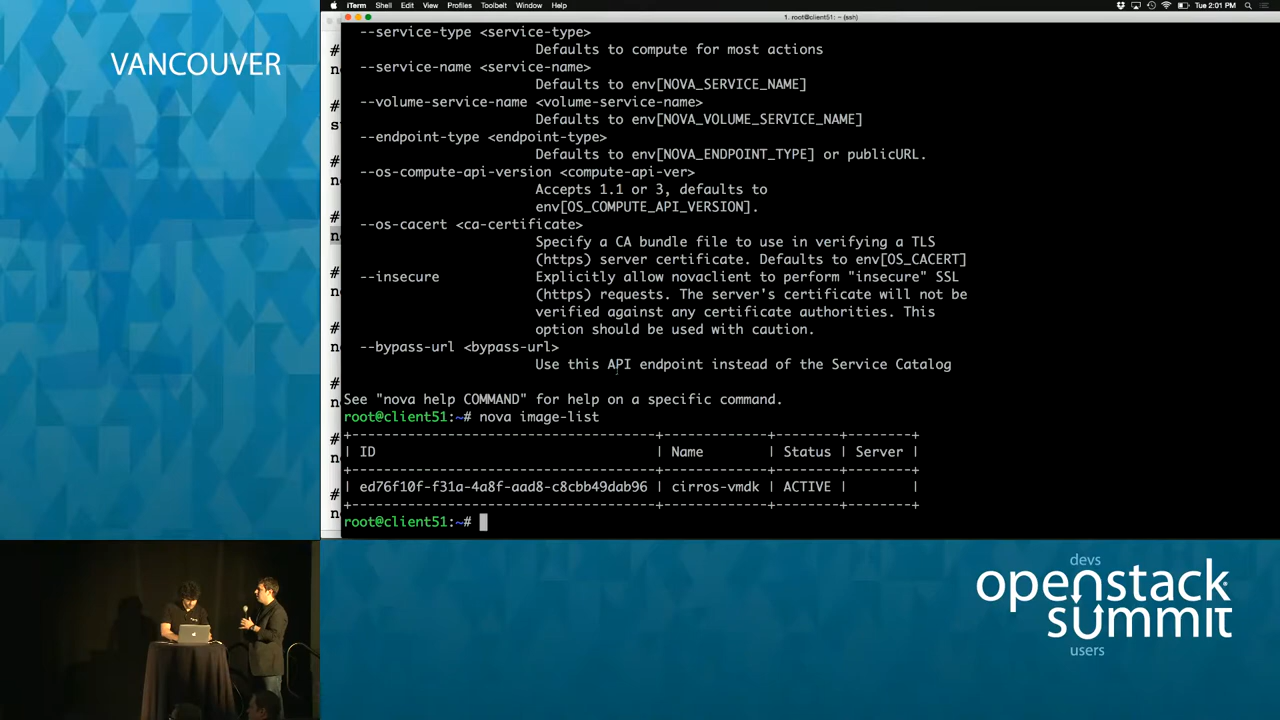 iTerm Shell Edit View Profiles Toolbelt Window Help
Tue 2:01 PM
1. root@client51: ~ (ssh)
VANCOUVER
--service-type <service-type>
Defaults to compute for most actions
--service-name <service-name>
Defaults to env[NOVA_SERVICE_NAME]
--volume-service-name <volume-service-name>
Defaults to env[NOVA_VOLUME_SERVICE_NAME]
--endpoint-type <endpoint-type>
Defaults to env[NOVA_ENDPOINT_TYPE] or publicURL.
--os-compute-api-version <compute-api-ver>
Accepts 1.1 or 3, defaults to
env[OS_COMPUTE_API_VERSION].
--os-cacert <ca-certificate>
Specify a CA bundle file to use in verifying a TLS
(https) server certificate. Defaults to env[OS_CACERT]
--insecure Explicitly allow novaclient to perform "insecure" SSL
(https) requests. The server's certificate will not be
verified against any certificate authorities. This
option should be used with caution.
--bypass-url <bypass-url>
Use this API endpoint instead of the Service Catalog
See "nova help COMMAND" for help on a specific command.
root@client51:~# nova image-list
+--------------------------------------+-------------+--------+--------+
| ID | Name | Status | Server |
+--------------------------------------+-------------+--------+--------+
| ed76f10f-f31a-4a8f-aad8-c8cbb49dab96 | cirros-vmdk | ACTIVE | |
+--------------------------------------+-------------+--------+--------+
root@client51:~#
devs
openstack
summit
users